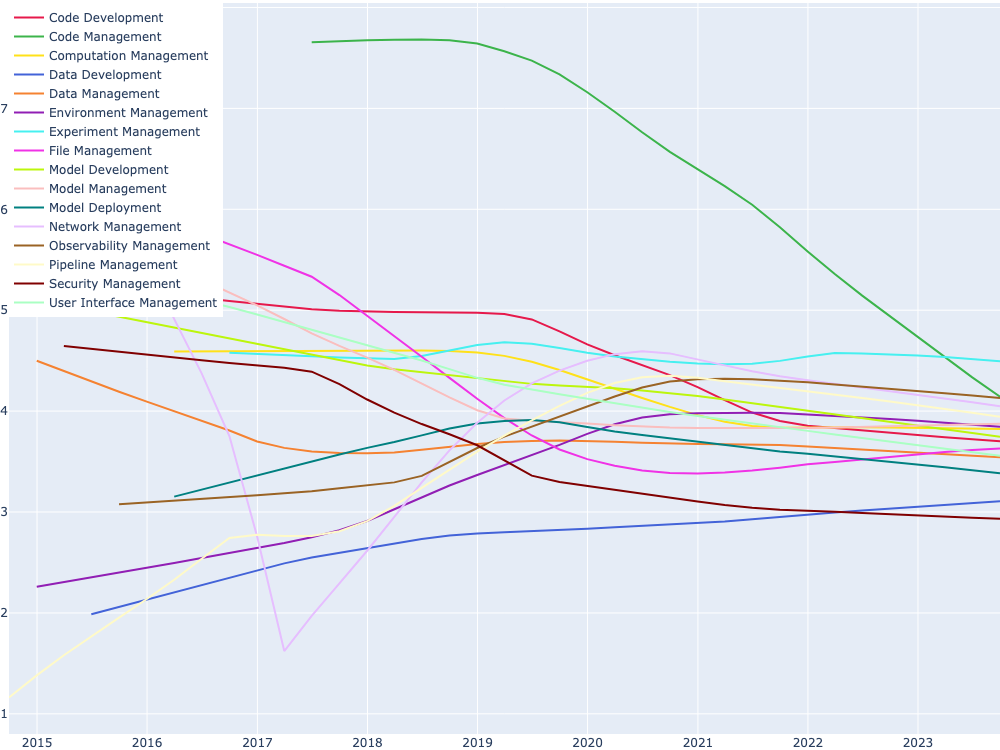 Code Development
Code Management
Computation Management
Data Development
Data Management
Environment Management
Experiment Management
File Management
Model Development
Model Management
Model Deployment
Network Management
Observability Management
Pipeline Management
Security Management
User Interface Management
7
6
5
4
3
2
1
2015 2016 2017 2018 2019 2020 2021 2022 2023